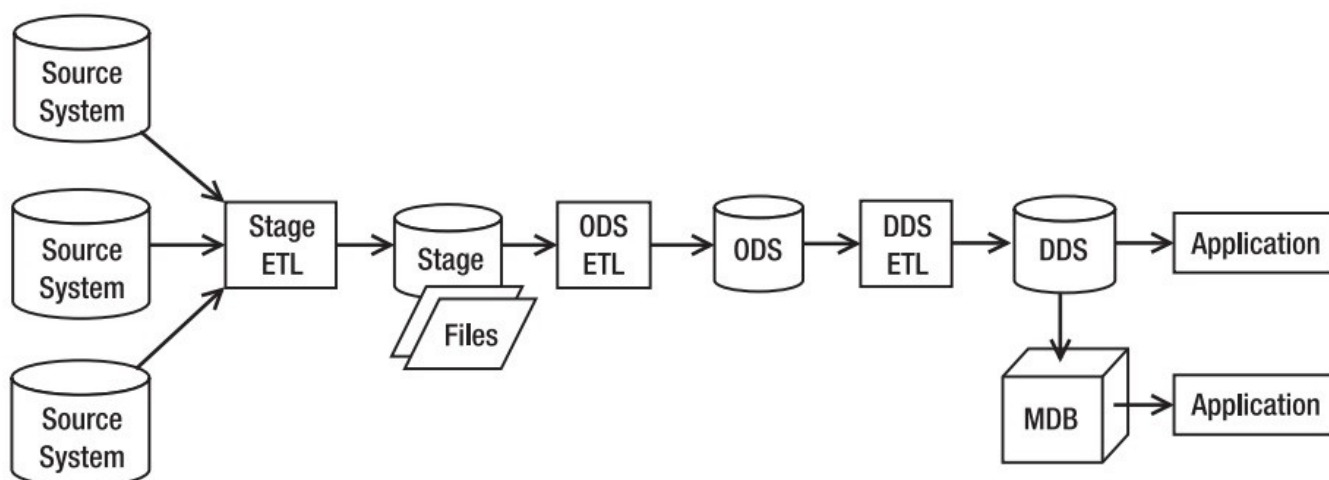 Source
System
Source
System
Source
System
Stage
ETL
Stage
Files
ODS
ETL
ODS
DDS
ETL
DDS
Application
MDB
Application